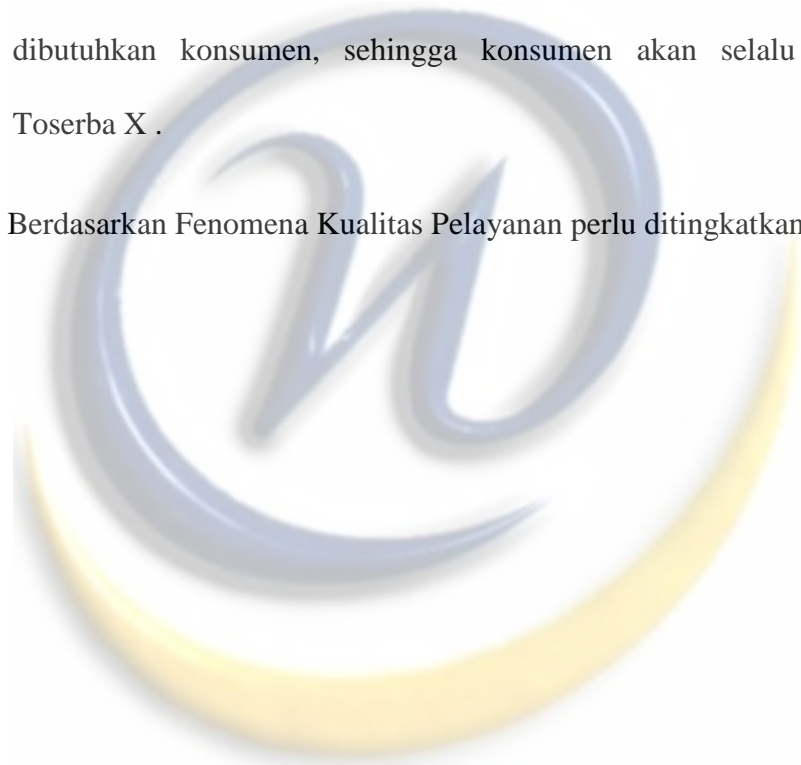 dibutuhkan konsumen, sehingga konsumen akan selalu
Toserba X .
Berdasarkan Fenomena Kualitas Pelayanan perlu ditingkatkan